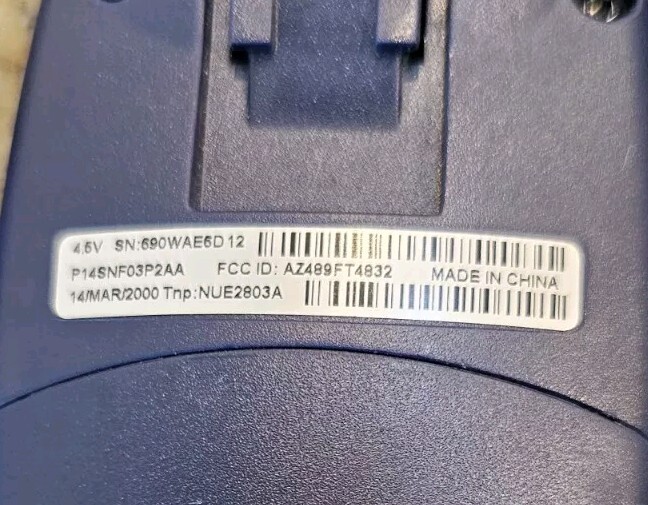 4.5V SN:690WAE6D12
P14SNF03P2AA FCC ID: AZ489FT4832 MADE IN CHINA
14/MAR/2000 Tnp:NUE2803A